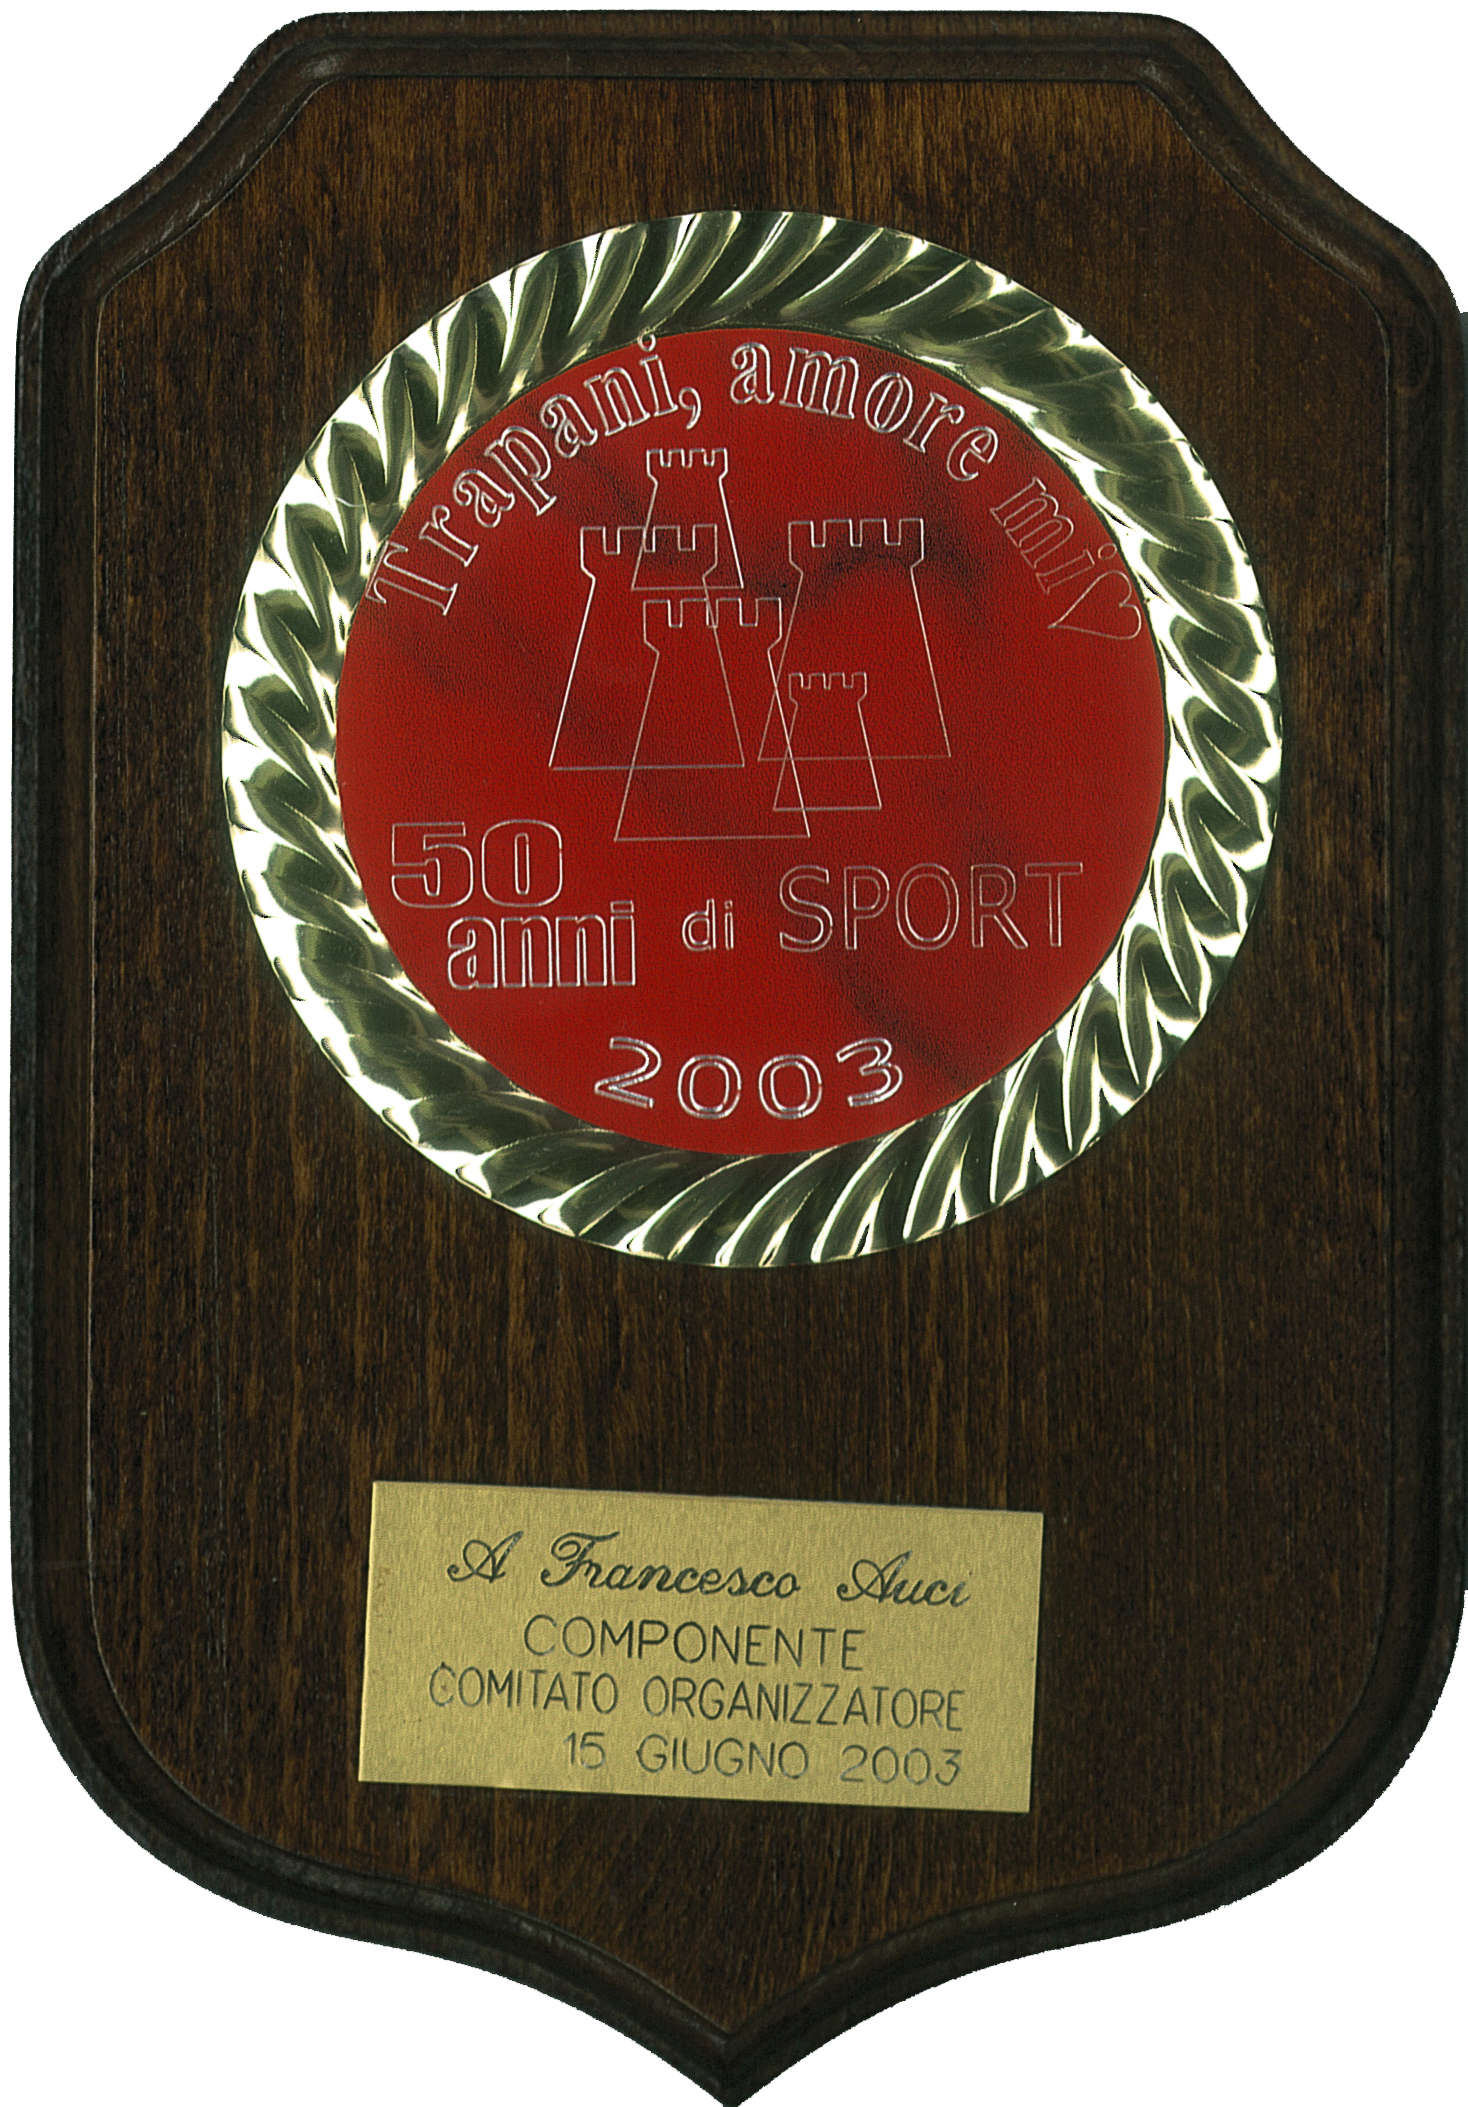 Trapani, amore mi♡
50
anni di SPORT
2003
A Francesco Auci
COMPONENTE
COMITATO ORGANIZZATORE
15 GIUGNO 2003